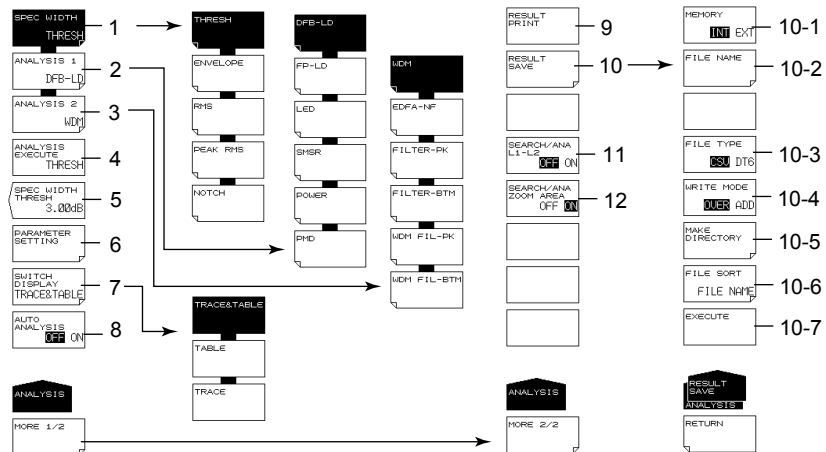 SPEC WIDTH
THRESH
1
ANALYSIS 1
DFB-LD
2
ANALYSIS 2
WDM
3
ANALYSIS
EXECUTE
THRESH
4
SPEC WIDTH
THRESH
3.00dB
5
PARAMETER
SETTING
6
SWITCH
DISPLAY
TRACE&TABLE
7
AUTO
ANALYSIS
OFF ON
8
ANALYSIS
MORE 1/2
THRESH
ENVELOPE
RMS
PEAK RMS
NOTCH
TRACE&TABLE
TABLE
TRACE
DFB-LD
FP-LD
LED
SMSR
POWER
PMD
WDM
EDFA-NF
FILTER-PK
FILTER-BTM
WDM FIL-PK
WDM FIL-BTM
RESULT
PRINT
9
RESULT
SAVE
10
SEARCH/ANA
L1-L2
OFF ON
11
SEARCH/ANA
ZOOM AREA
OFF ON
12
ANALYSIS
MORE 2/2
MEMORY
INT EXT
10-1
FILE NAME
10-2
FILE TYPE
CSV DT6
10-3
WRITE MODE
OVER ADD
10-4
MAKE
DIRECTORY
10-5
FILE SORT
FILE NAME
10-6
EXECUTE
10-7
RESULT
SAVE
ANALYSIS
RETURN